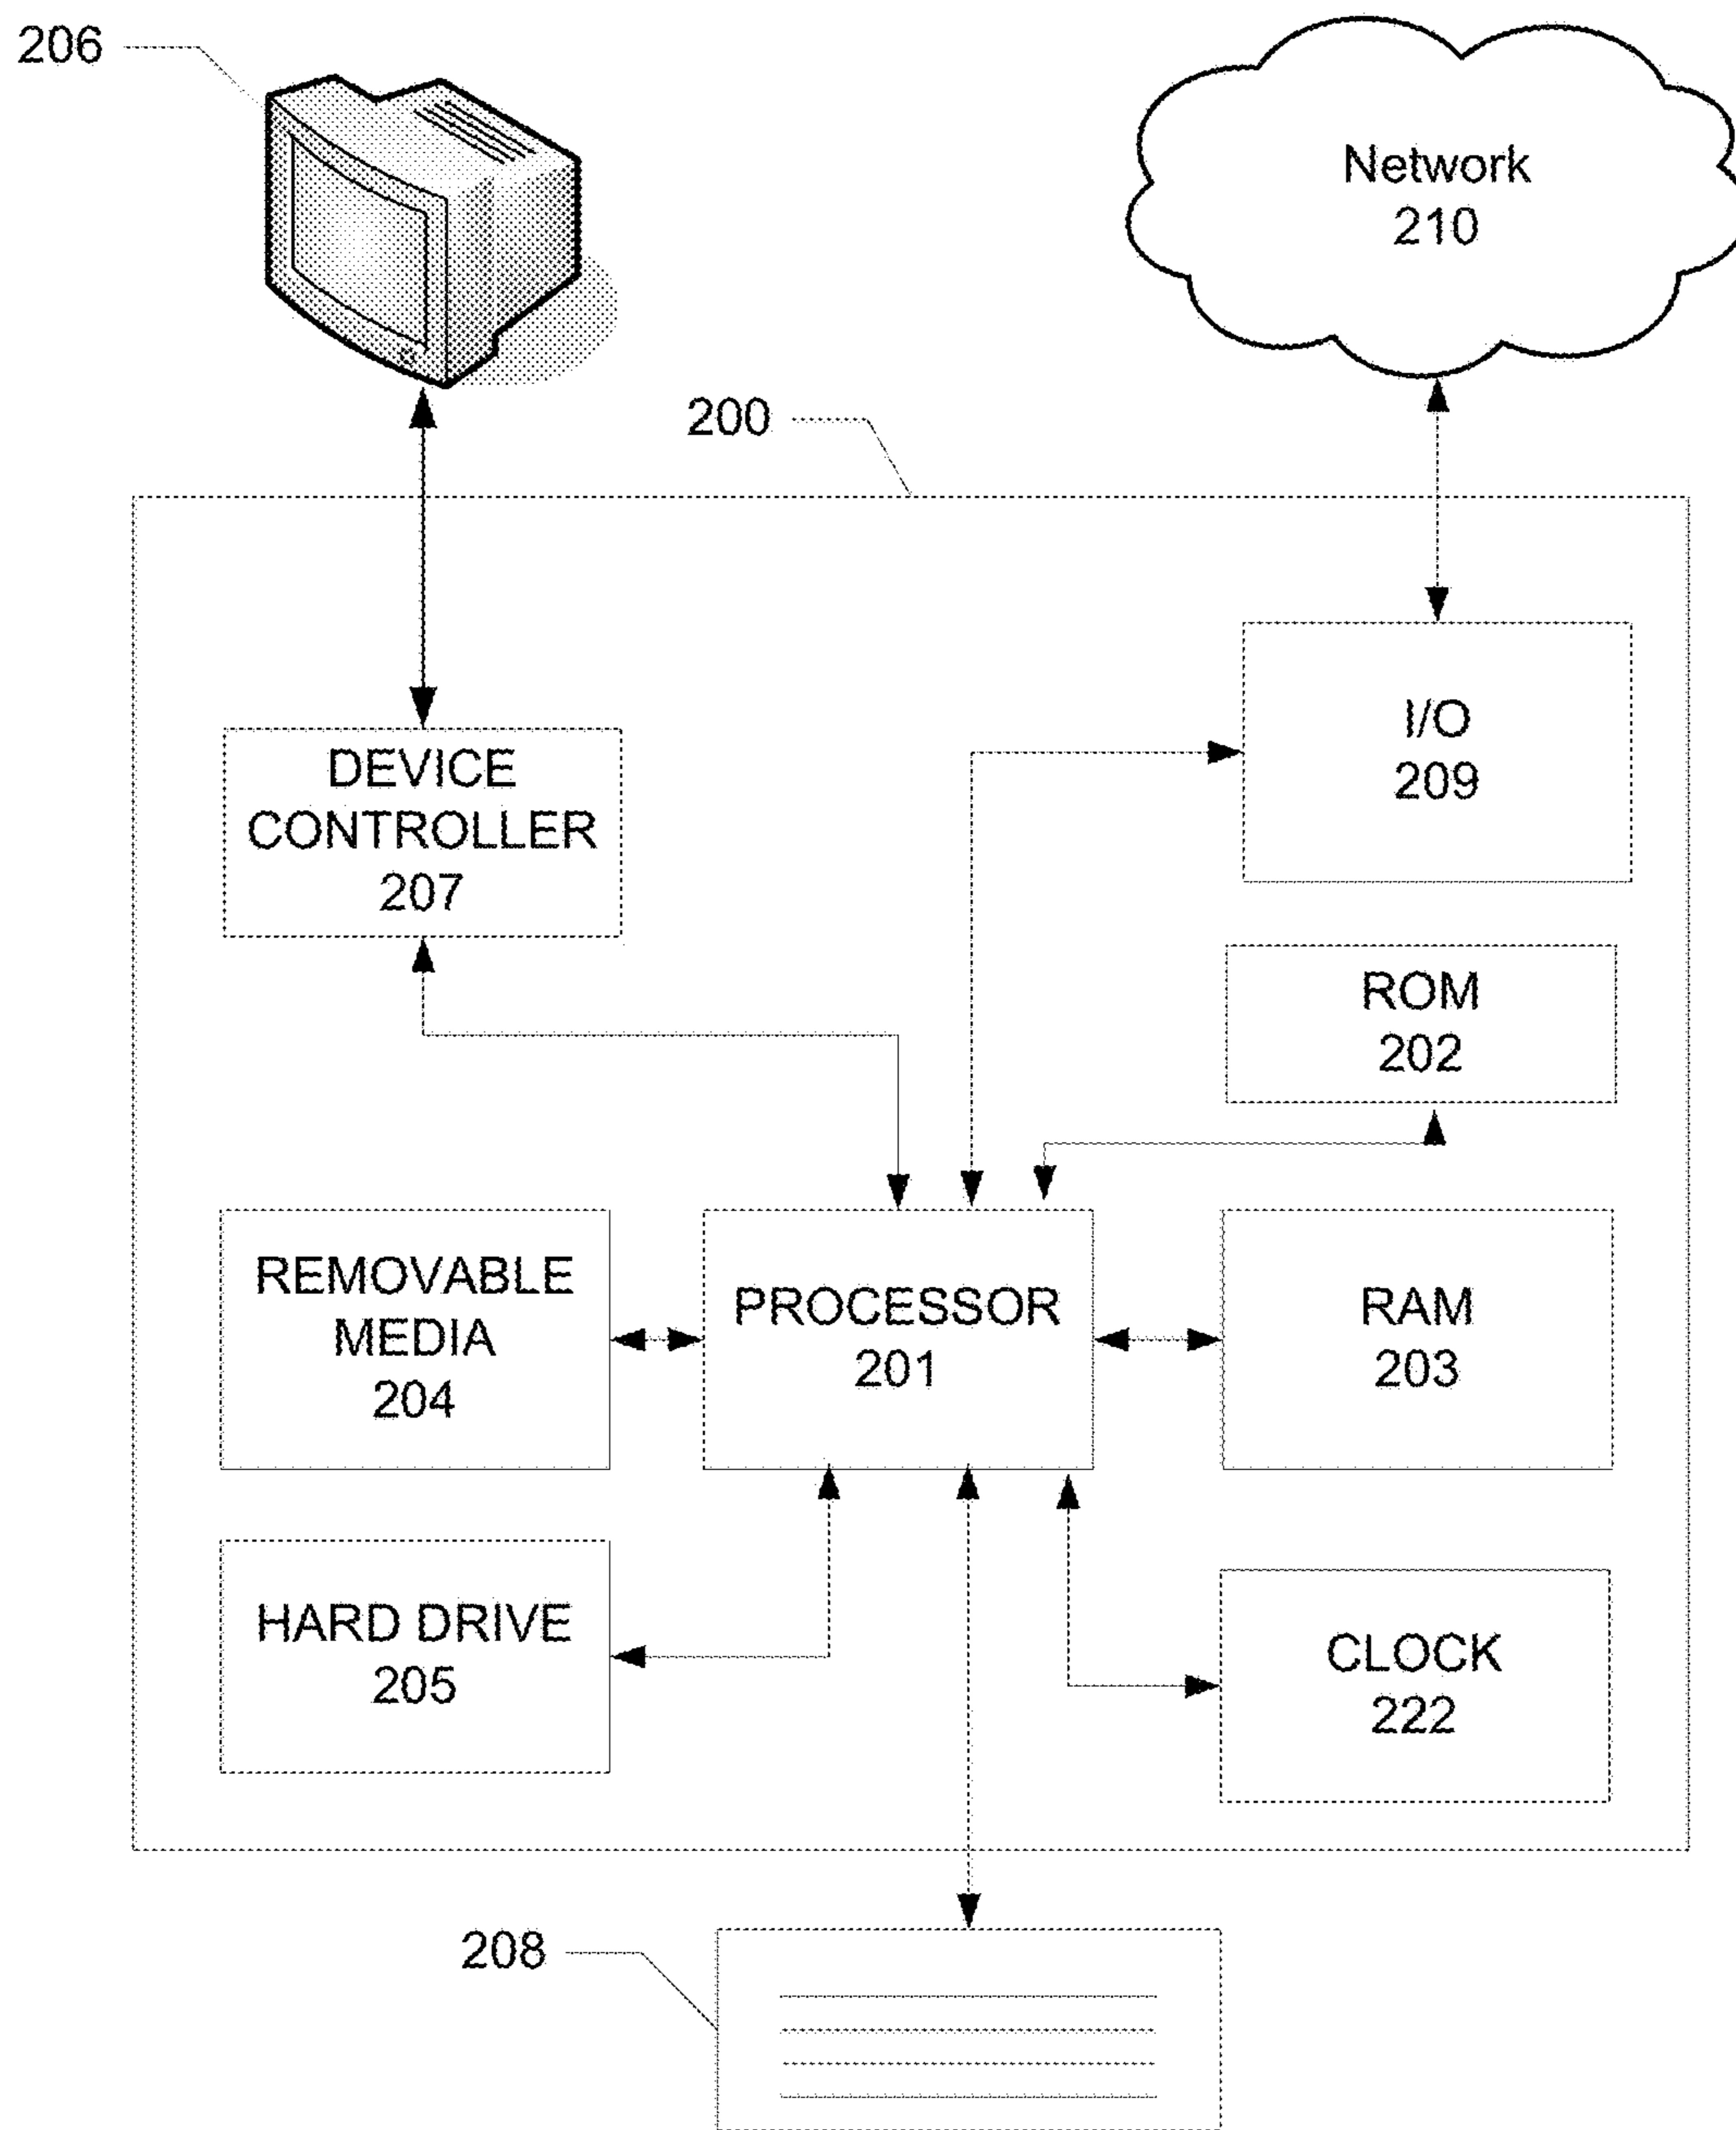 206
Network
210
200
I/O
209
DEVICE
CONTROLLER
207
ROM
202
REMOVABLE
MEDIA
204
PROCESSOR
201
RAM
203
HARD DRIVE
205
CLOCK
222
208